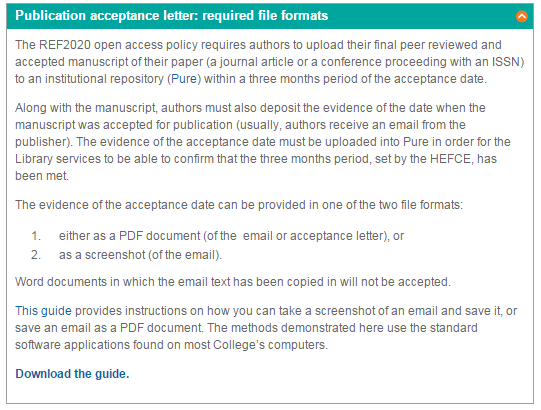 Publication acceptance letter: required file formats
The REF2020 open access policy requires authors to upload their final peer reviewed and
accepted manuscript of their paper (a journal article or a conference proceeding with an ISSN)
to an institutional repository (Pure) within a three months period of the acceptance date.
Along with the manuscript, authors must also deposit the evidence of the date when the
manuscript was accepted for publication (usually, authors receive an email from the
publisher). The evidence of the acceptance date must be uploaded into Pure in order for the
Library services to be able to confirm that the three months period, set by the HEFCE, has
been met.
The evidence of the acceptance date can be provided in one of the two file formats:
1. either as a PDF document (of the email or acceptance letter), or
2. as a screenshot (of the email).
Word documents in which the email text has been copied in will not be accepted.
This guide provides instructions on how you can take a screenshot of an email and save it, or
save an email as a PDF document. The methods demonstrated here use the standard
software applications found on most College's computers.
Download the guide.